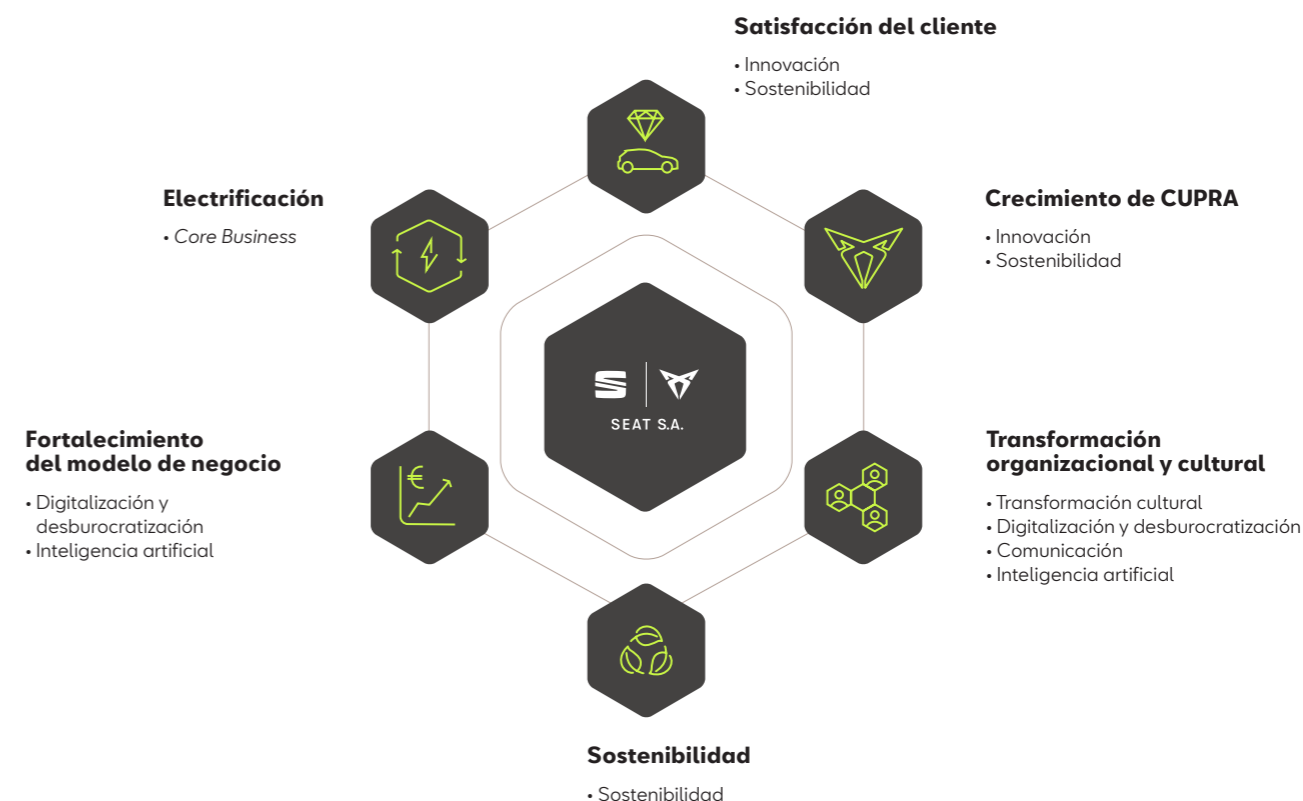 Satisfacción del cliente
• Innovación
• Sostenibilidad
Electrificación
• Core Business
Crecimiento de CUPRA
• Innovación
• Sostenibilidad
SEAT S.A.
Fortalecimiento
del modelo de negocio
• Digitalización y
desburocratización
• Inteligencia artificial
Transformación
organizacional y cultural
• Transformación cultural
• Digitalización y desburocratización
• Comunicación
• Inteligencia artificial
€
Sostenibilidad
• Sostenibilidad